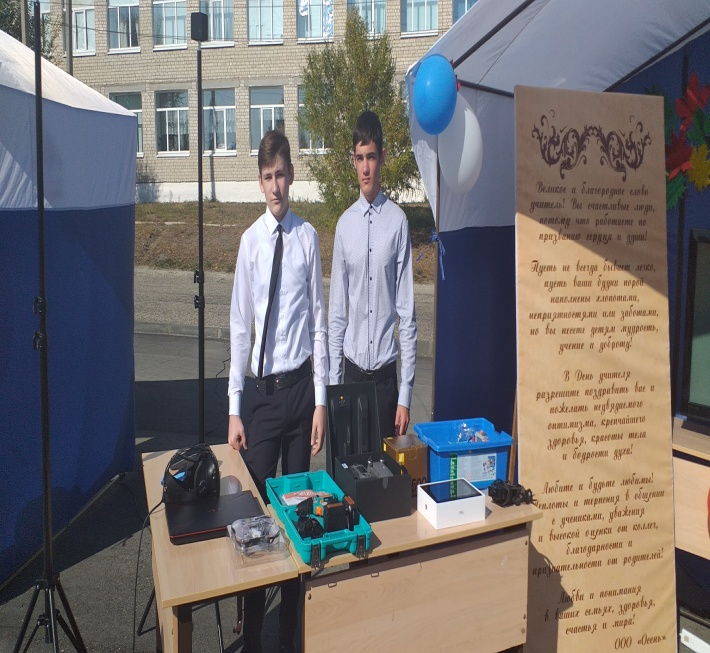 Великое и благородное слово
учитель! Вы счастливые люди,
потому что работаете по
призванию сердца и души!
Пусть не всегда бывает легко,
пусть ваши будни порой
наполнены хлопотами,
неприятностями или заботами,
но вы несете детям мудрость,
учение и доброту!
В День учителя
разрешите поздравить вас и
пожелать неувядаемого
оптимизма, крепчайшего
здоровья, красоты тела
и бодрости духа!
Любите и будьте любимы!
Теплоты и терпения в общении
с учениками, уважения
и высокой оценки от коллег,
благодарности и
признательности от родителей!
Любви и понимания
в ваших семьях, здоровья,
счастья и мира!
ООО «Осень»